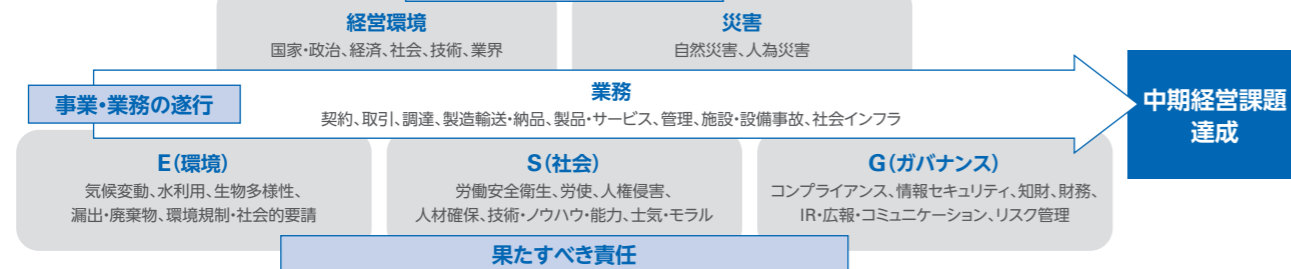 経営環境
国家・政治、経済、社会、技術、業界
災害
自然災害、人為災害
事業・業務の遂行
業務
契約、取引、調達、製造輸送・納品、製品・サービス、管理、施設・設備事故、社会インフラ
中期経営課題
達成
E（環境）
気候変動、水利用、生物多様性、
漏出・廃棄物、環境規制・社会的要請
S（社会）
労働安全衛生、労使、人権侵害、
人材確保、技術・ノウハウ・能力、士気・モラル
G（ガバナンス）
コンプライアンス、情報セキュリティ、知財、財務、
IR・広報・コミュニケーション、リスク管理
果たすべき責任